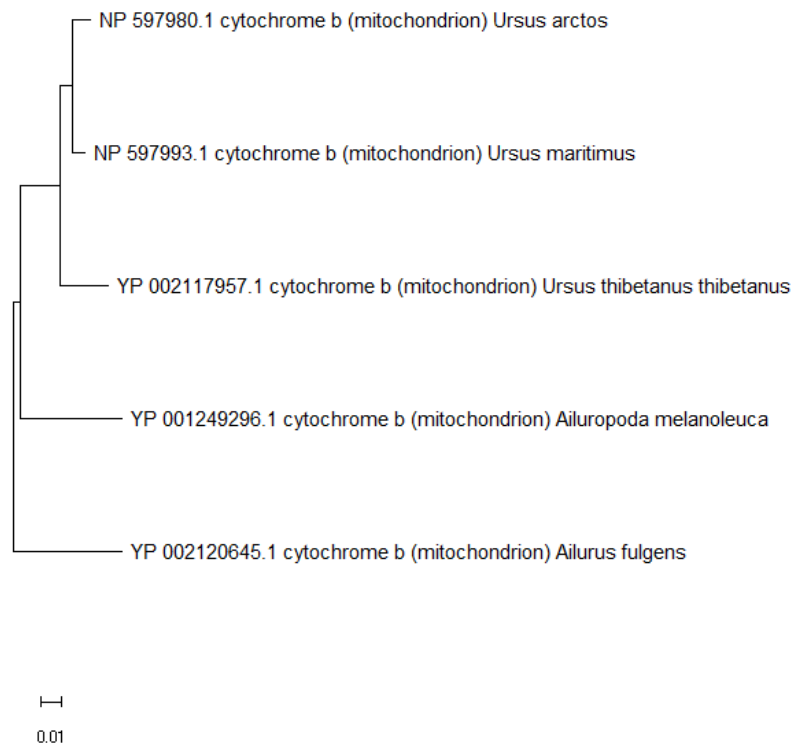 NP 597980.1 cytochrome b (mitochondrion) Ursus arctos
NP 597993.1 cytochrome b (mitochondrion) Ursus maritimus
YP 002117957.1 cytochrome b (mitochondrion) Ursus thibetanus thibetanus
YP 001249296.1 cytochrome b (mitochondrion) Ailuropoda melanoleuca
YP 002120645.1 cytochrome b (mitochondrion) Ailurus fulgens
0.01